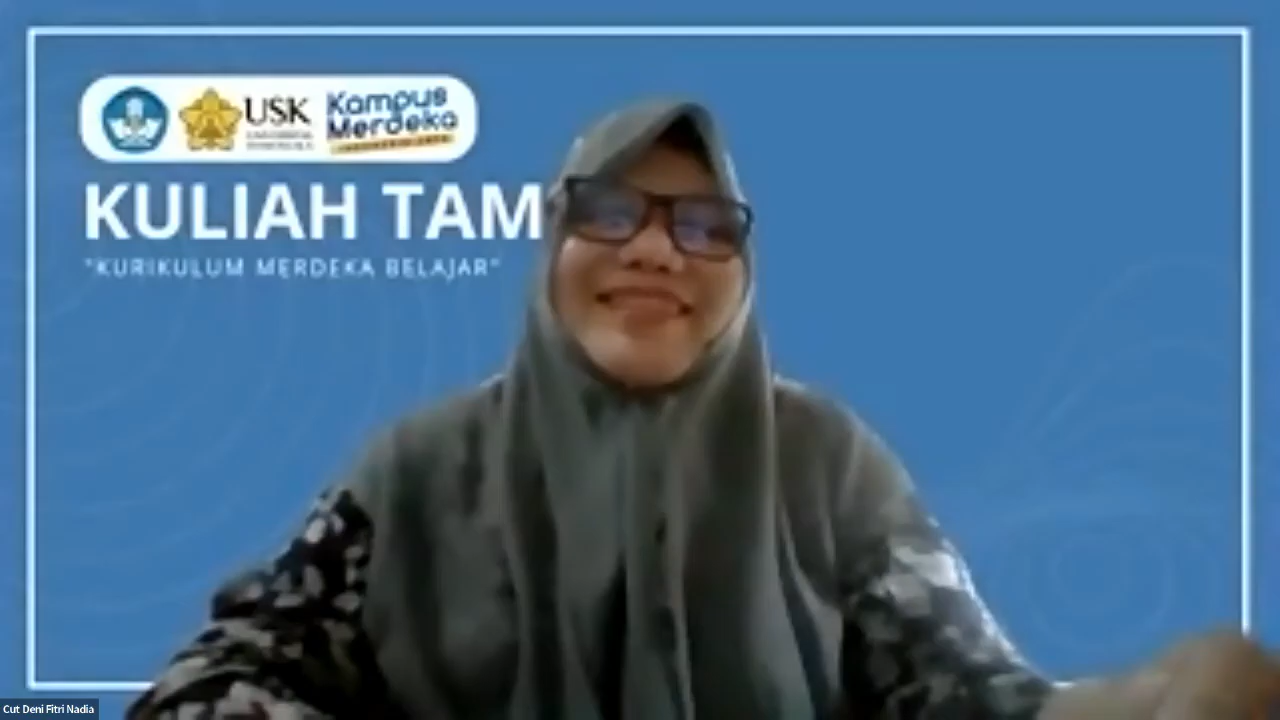 USK
Kampus
Merdeka
KULIAH TAM
"KURIKULUM MERDEKA BELAJAR"
Cut Deni Fitri Nadia